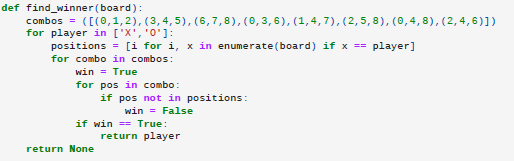 def find_winner(board):
    combos = ([(0,1,2),(3,4,5),(6,7,8),(0,3,6),(1,4,7),(2,5,8),(0,4,8),(2,4,6)])
    for player in ['X','O']:
        positions = [i for i, x in enumerate(board) if x == player]
        for combo in combos:
            win = True
            for pos in combo:
                if pos not in positions:
                    win = False
            if win == True:
                return player
    return None